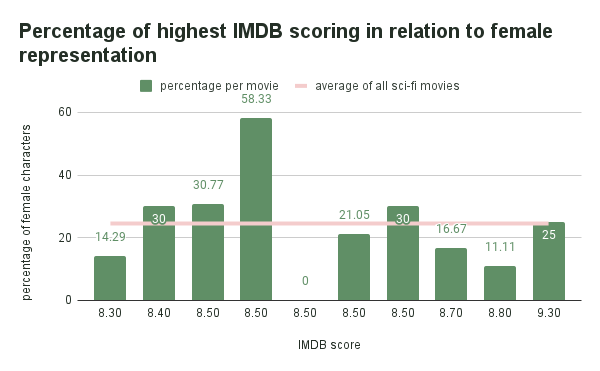 Percentage of highest IMDB scoring in relation to female
representation
percentage per movie
average of all sci-fi movies
percentage of female characters
60
40
20
0
14.29
30
30.77
58.33
0
21.05
30
16.67
11.11
25
8.30 8.40 8.50 8.50 8.50 8.50 8.50 8.70 8.80 9.30
IMDB score